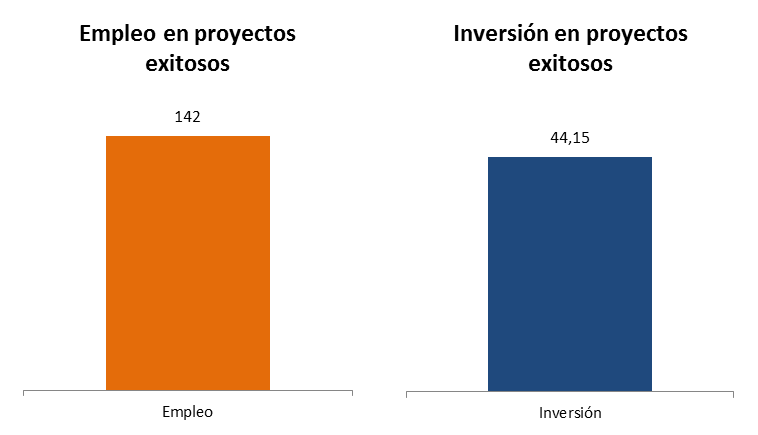 Empleo en proyectos
exitosos
142
Empleo
Inversión en proyectos
exitosos
44,15
Inversión